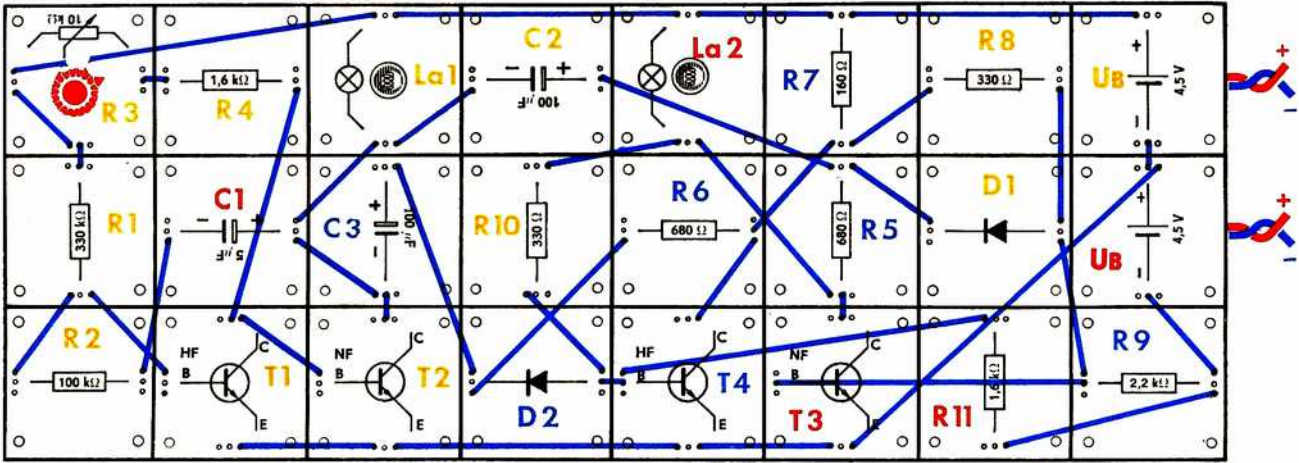 10 kΩ R3
1,6 kΩ R4
La1
C2 − + 100 µF
La2
R7 160 Ω
R8 330 Ω
UB + − 4,5 V
+ −
330 kΩ R1
C1 − + 5 µF
C3 + − 100 µF
R10 330 Ω
R6 680 Ω
680 Ω R5
D1
UB + − 4,5 V
+ −
R2 100 kΩ
HF B C E T1
NF B C E T2
D2
HF B C E T4
NF B C E T3
R11 1,6 kΩ
R9 2,2 kΩ